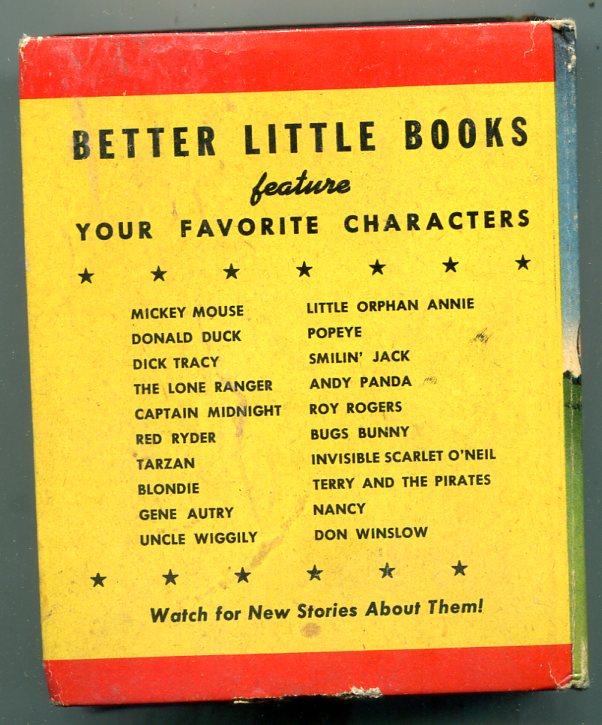 BETTER LITTLE BOOKS
feature
YOUR FAVORITE CHARACTERS
MICKEY MOUSE
DONALD DUCK
DICK TRACY
THE LONE RANGER
CAPTAIN MIDNIGHT
RED RYDER
TARZAN
BLONDIE
GENE AUTRY
UNCLE WIGGILY
LITTLE ORPHAN ANNIE
POPEYE
SMILIN' JACK
ANDY PANDA
ROY ROGERS
BUGS BUNNY
INVISIBLE SCARLET O'NEIL
TERRY AND THE PIRATES
NANCY
DON WINSLOW
Watch for New Stories About Them!